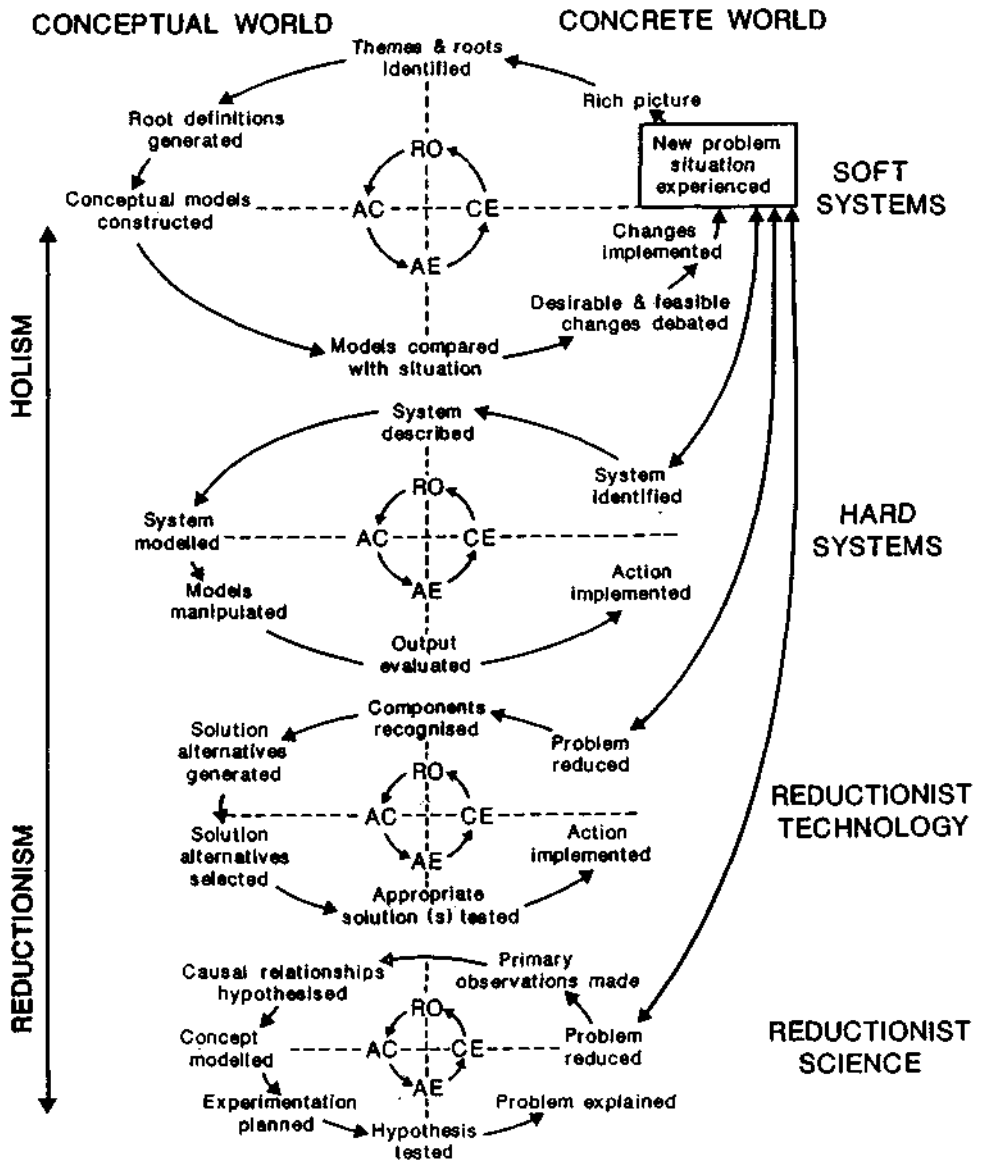 CONCEPTUAL WORLD
CONCRETE WORLD
Themes & roots
identified
Rich picture
Root definitions
generated
New problem
situation
experienced
SOFT
SYSTEMS
RO
Conceptual models
constructed
AC
CE
AE
Changes
implemented
Desirable & feasible
changes debated
Models compared
with situation
HOLISM
System
described
System
identified
RO
HARD
SYSTEMS
System
modelled
AC
CE
AE
Models
manipulated
Action
implemented
Output
evaluated
Components
recognised
Solution
alternatives
generated
Problem
reduced
RO
REDUCTIONIST
TECHNOLOGY
AC
CE
AE
Solution
alternatives
selected
Action
implemented
Appropriate
solution (s) tested
REDUCTIONISM
Causal relationships
hypothesised
Primary
observations made
RO
Concept
modelled
AC
CE
AE
Problem
reduced
REDUCTIONIST
SCIENCE
Experimentation
planned
Problem explained
Hypothesis
tested